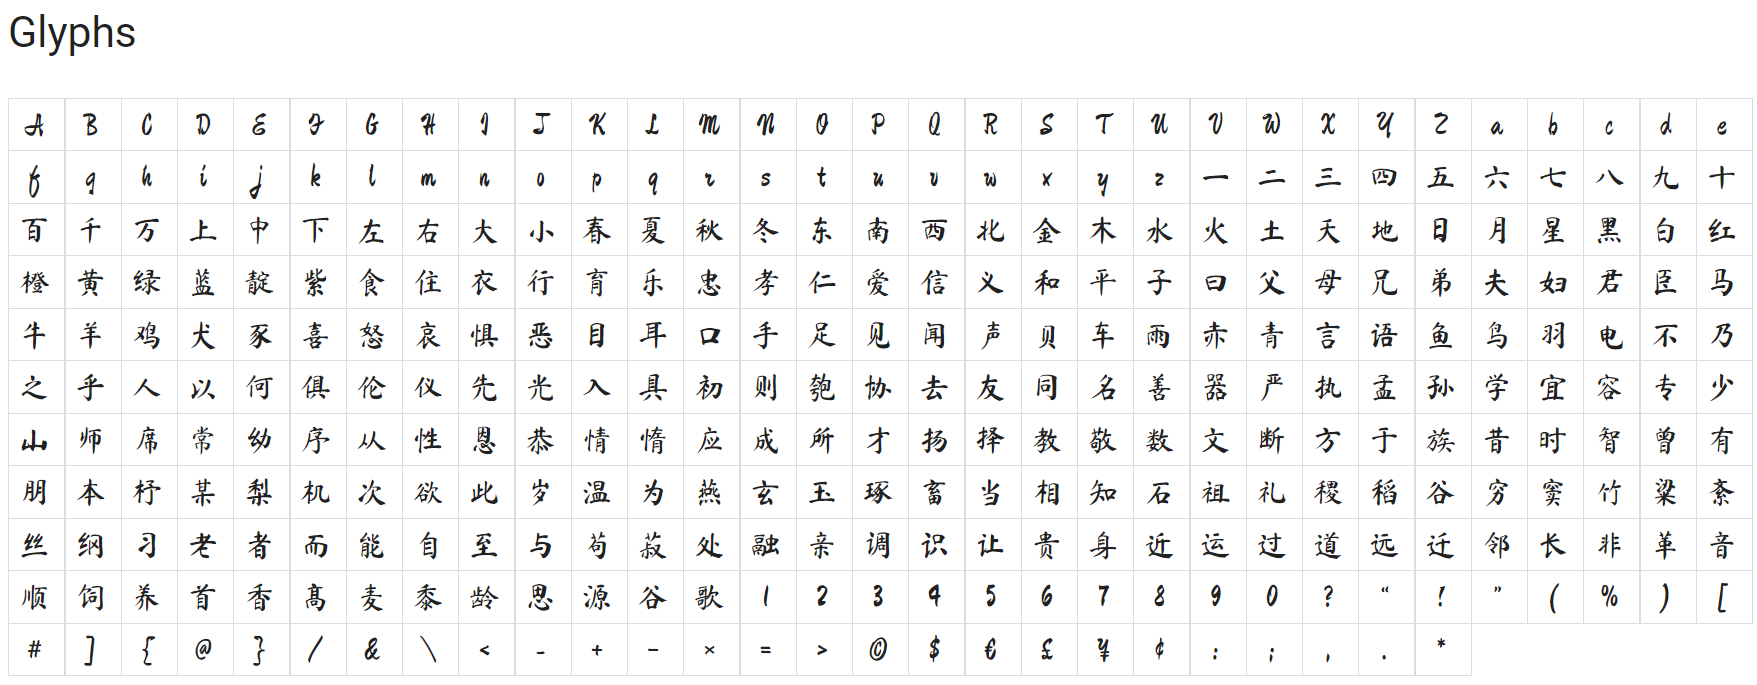 Glyphs
A B C D E F G H I J K L M N O P Q R S T U V W X Y Z a b c d e
f g h i j k l m n o p q r s t u v w x y z 一 二 三 四 五 六 七 八 九 十
百 千 万 上 中 下 左 右 大 小 春 夏 秋 冬 东 南 西 北 金 木 水 火 土 天 地 日 月 星 黑 白 红
橙 黄 绿 蓝 靛 紫 食 住 衣 行 育 乐 忠 孝 仁 爱 信 义 和 平 子 曰 父 母 兄 弟 夫 妇 君 臣 马
牛 羊 鸡 犬 豕 喜 怒 哀 惧 恶 目 耳 口 手 足 见 闻 声 贝 车 雨 赤 青 言 语 鱼 鸟 羽 电 不 乃
之 乎 人 以 何 俱 伦 仪 先 光 入 具 初 则 匏 协 去 友 同 名 善 器 严 执 孟 孙 学 宜 容 专 少
山 师 席 常 幼 序 从 性 恩 恭 情 惰 应 成 所 才 扬 择 教 敬 数 文 断 方 于 族 昔 时 智 曾 有
朋 本 杼 某 梨 机 次 欲 此 岁 温 为 燕 玄 玉 琢 畜 当 相 知 石 祖 礼 稷 稻 谷 穷 窦 竹 粱 紊
丝 纲 习 老 者 而 能 自 至 与 苟 菽 处 融 亲 调 识 让 贵 身 近 运 过 道 远 迁 邻 长 非 革 音
顺 饲 养 首 香 髙 麦 黍 龄 思 源 谷 歌 1 2 3 4 5 6 7 8 9 0 ? “ ! ” ( % ) [
# ] { @ } / & \ < - + − × = > © $ € £ ¥ ¢ : ; , . *